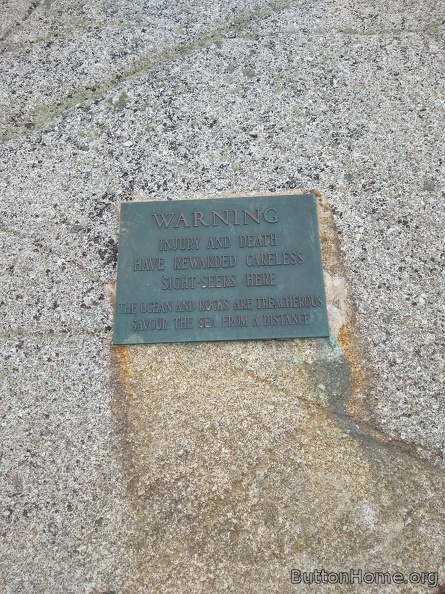 WARNING
INJURY AND DEATH
HAVE REWARDED CARELESS
SIGHT-SEERS HERE
THE OCEAN AND ROCKS ARE TREACHEROUS
SAVOUR THE SEA FROM A DISTANCE
ButtonHome.org